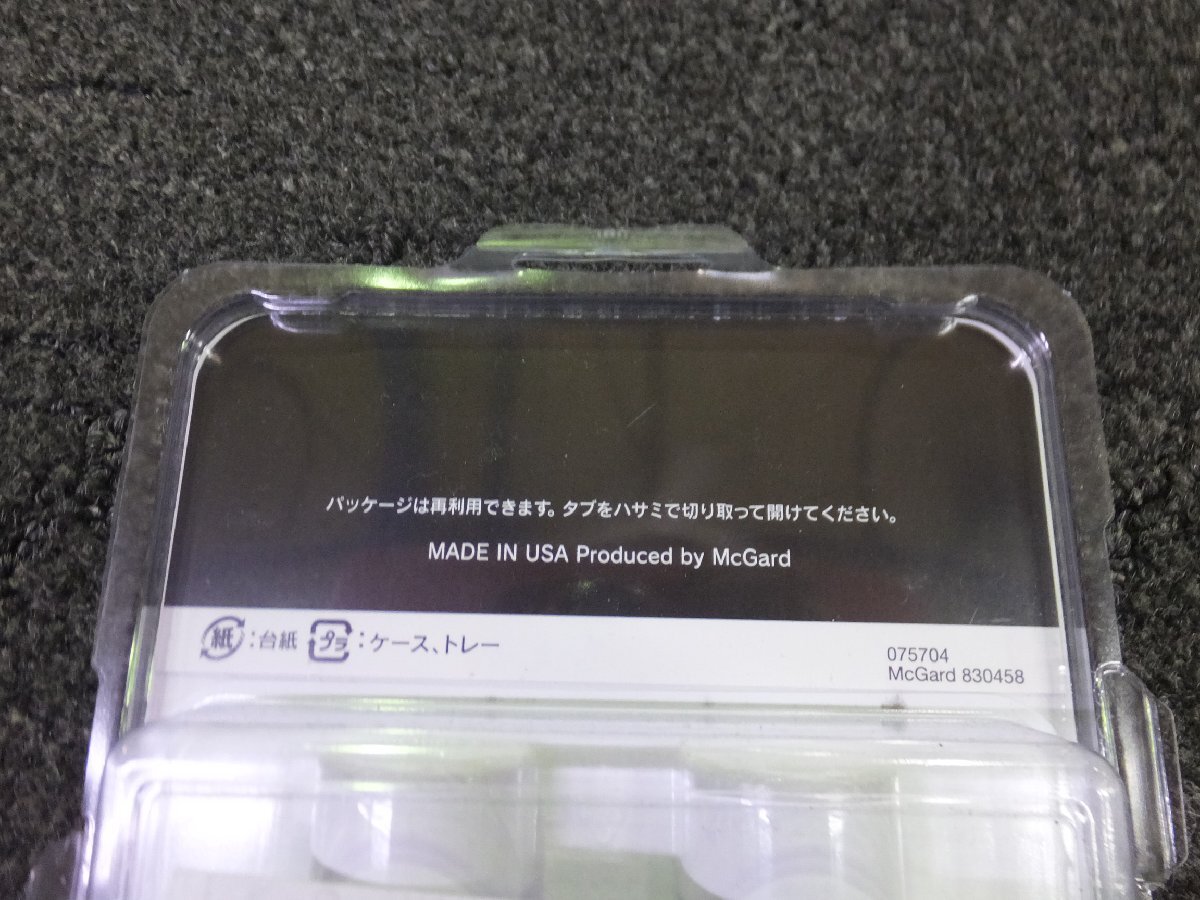 パッケージは再利用できます。タブをハサミで切り取って開けてください。
MADE IN USA Produced by McGard
紙:台紙 プラ:ケース、トレー
075704
McGard 830458